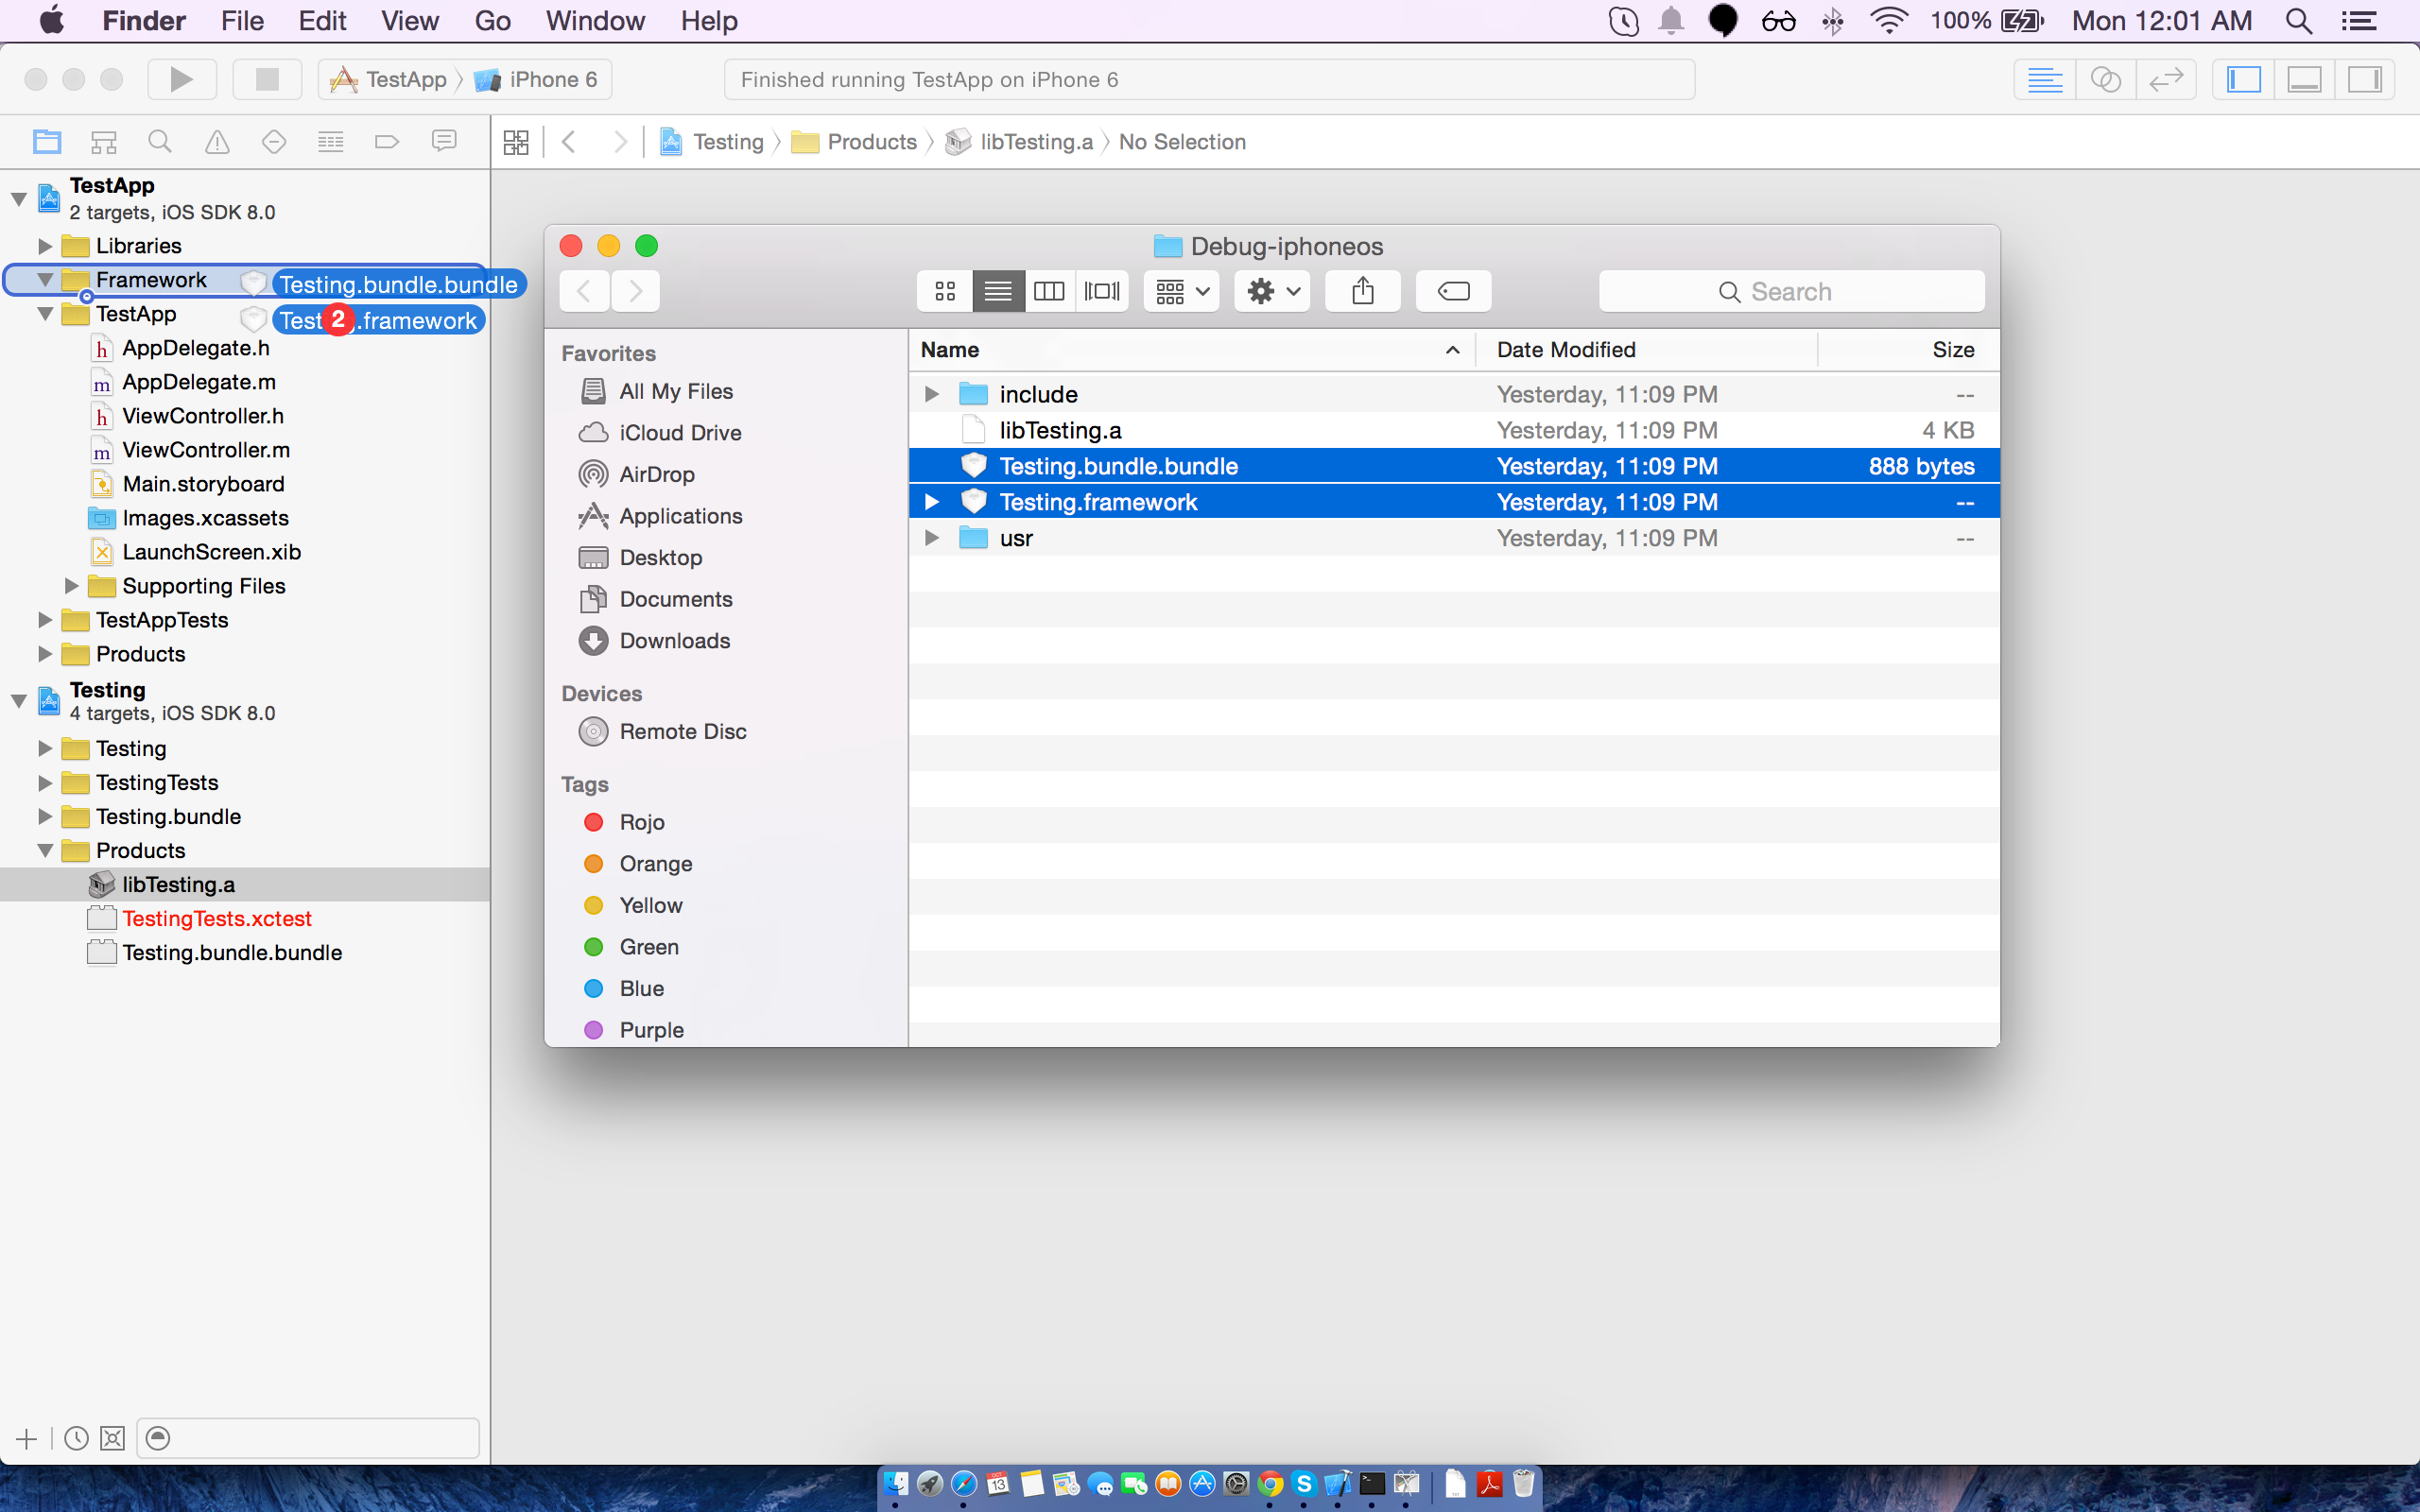 Finder File Edit View Go Window Help 100% Mon 12:01 AM
TestApp iPhone 6 Finished running TestApp on iPhone 6
Testing Products libTesting.a No Selection
TestApp
2 targets, iOS SDK 8.0
Libraries
Framework
TestApp
AppDelegate.h
AppDelegate.m
ViewController.h
ViewController.m
Main.storyboard
Images.xcassets
LaunchScreen.xib
Supporting Files
TestAppTests
Products
Testing
4 targets, iOS SDK 8.0
Testing
TestingTests
Testing.bundle
Products
libTesting.a
TestingTests.xctest
Testing.bundle.bundle
Testing.bundle.bundle
Test 2 .framework
Debug-iphoneos
Search
Favorites
All My Files
iCloud Drive
AirDrop
Applications
Desktop
Documents
Downloads
Devices
Remote Disc
Tags
Rojo
Orange
Yellow
Green
Blue
Purple
Name Date Modified Size
include Yesterday, 11:09 PM --
libTesting.a Yesterday, 11:09 PM 4 KB
Testing.bundle.bundle Yesterday, 11:09 PM 888 bytes
Testing.framework Yesterday, 11:09 PM --
usr Yesterday, 11:09 PM --
13